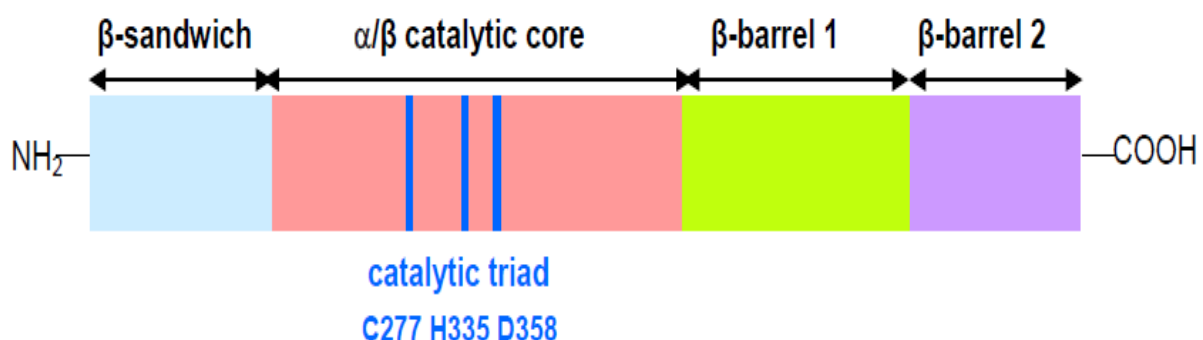 β-sandwich α/β catalytic core β-barrel 1 β-barrel 2
NH2 COOH
catalytic triad
C277 H335 D358